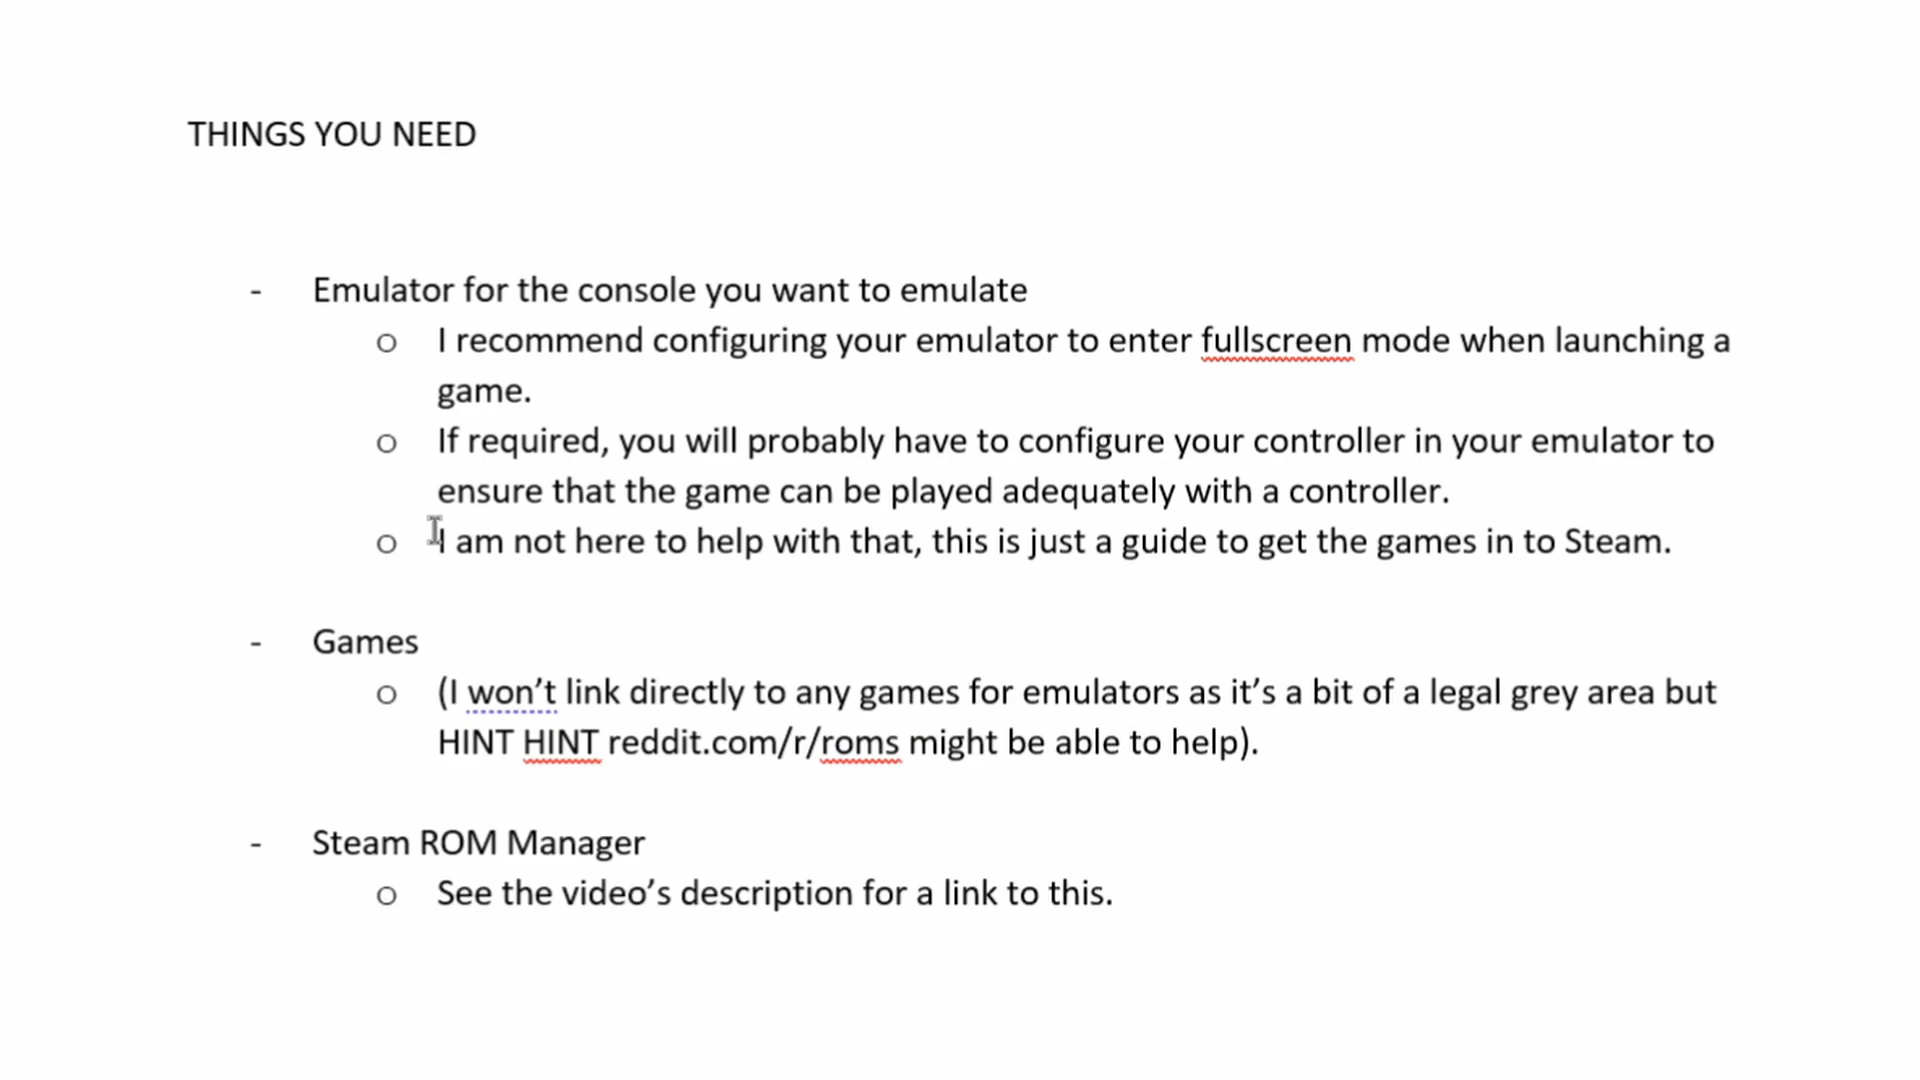 THINGS YOU NEED
- Emulator for the console you want to emulate
o I recommend configuring your emulator to enter fullscreen mode when launching a
game.
o If required, you will probably have to configure your controller in your emulator to
ensure that the game can be played adequately with a controller.
o I am not here to help with that, this is just a guide to get the games in to Steam.
- Games
o (I won’t link directly to any games for emulators as it’s a bit of a legal grey area but
HINT HINT reddit.com/r/roms might be able to help).
- Steam ROM Manager
o See the video’s description for a link to this.